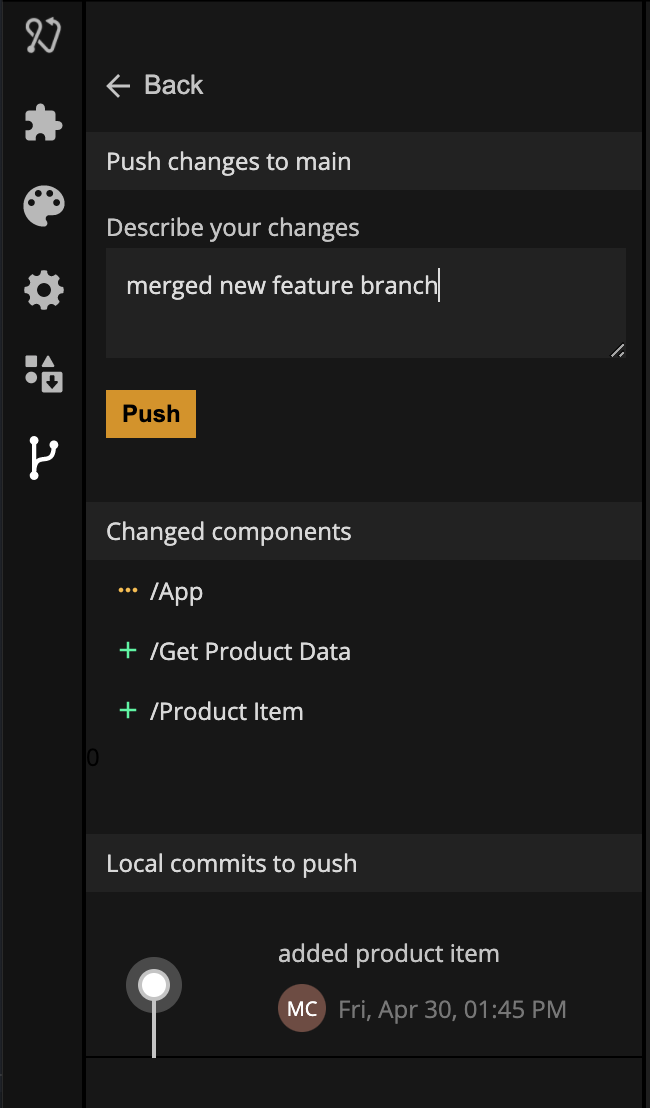 Back
Push changes to main
Describe your changes
merged new feature branch
Push
Changed components
/App
/Get Product Data
/Product Item
0
Local commits to push
added product item
MC Fri, Apr 30, 01:45 PM